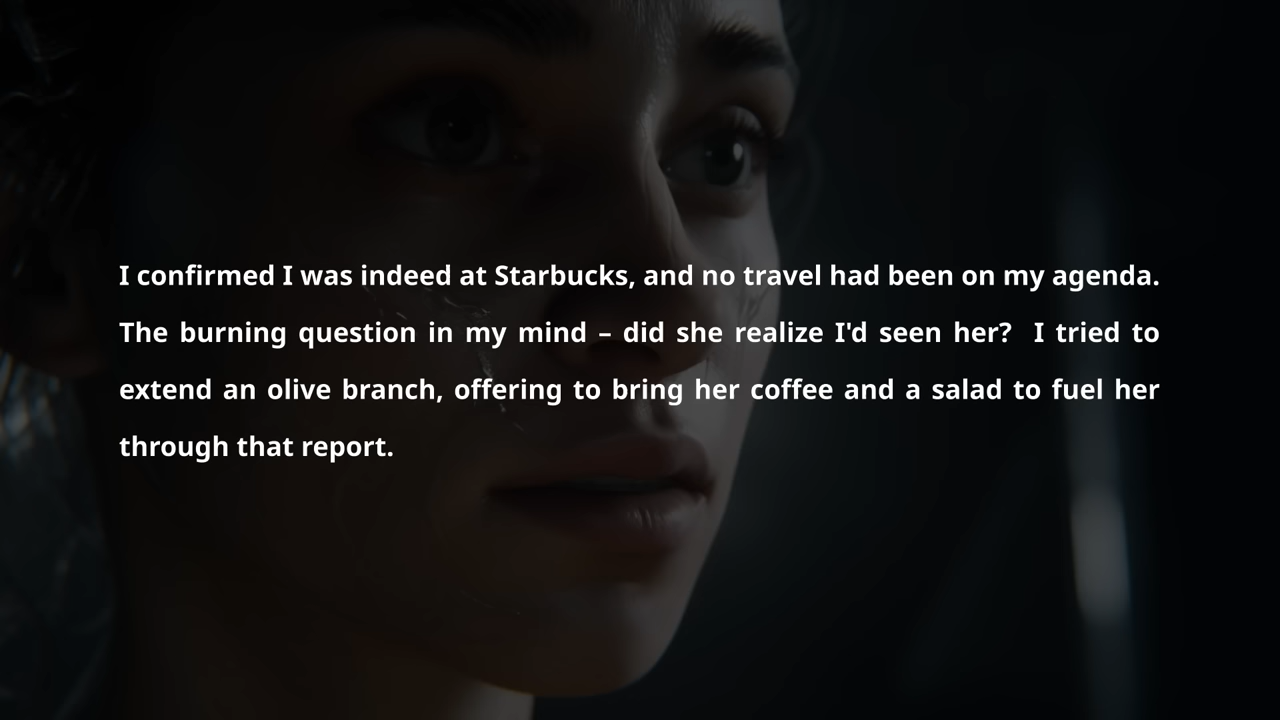 I confirmed I was indeed at Starbucks, and no travel had been on my agenda.
The burning question in my mind – did she realize I'd seen her?  I tried to
extend an olive branch, offering to bring her coffee and a salad to fuel her
through that report.